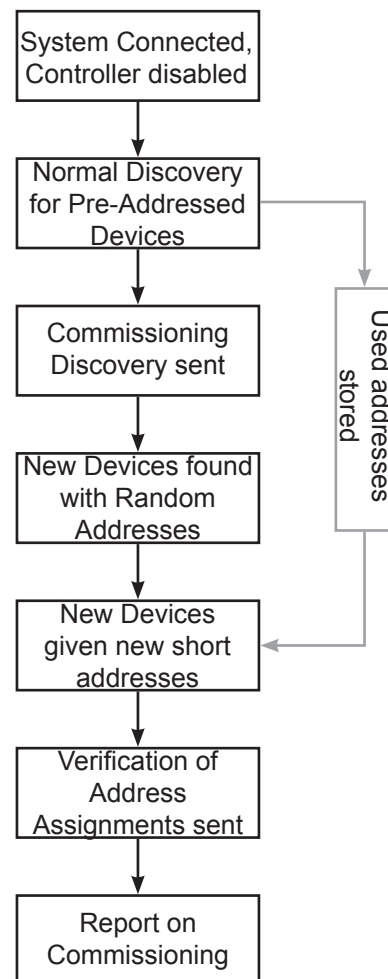 System Connected,
Controller disabled
Normal Discovery
for Pre-Addressed
Devices
Used addresses
stored
Commissioning
Discovery sent
New Devices found
with Random
Addresses
New Devices
given new short
addresses
Verification of
Address
Assignments sent
Report on
Commissioning